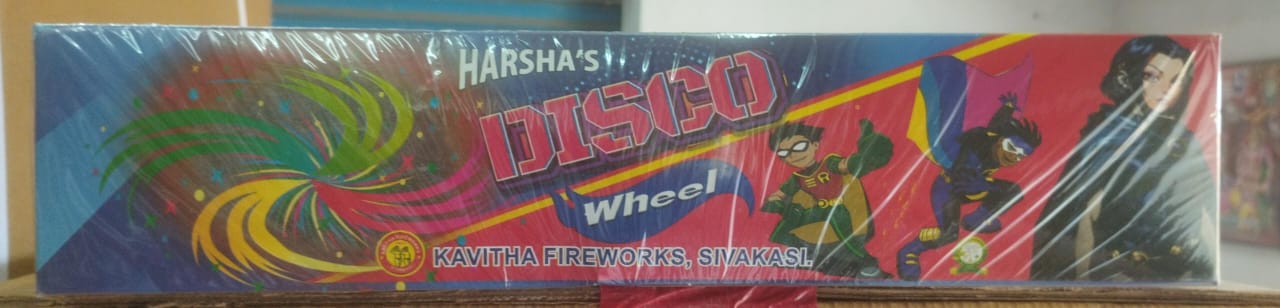 HARSHA'S
DISCO
Wheel
R
KAVITHA FIREWORKS, SIVAKASI.